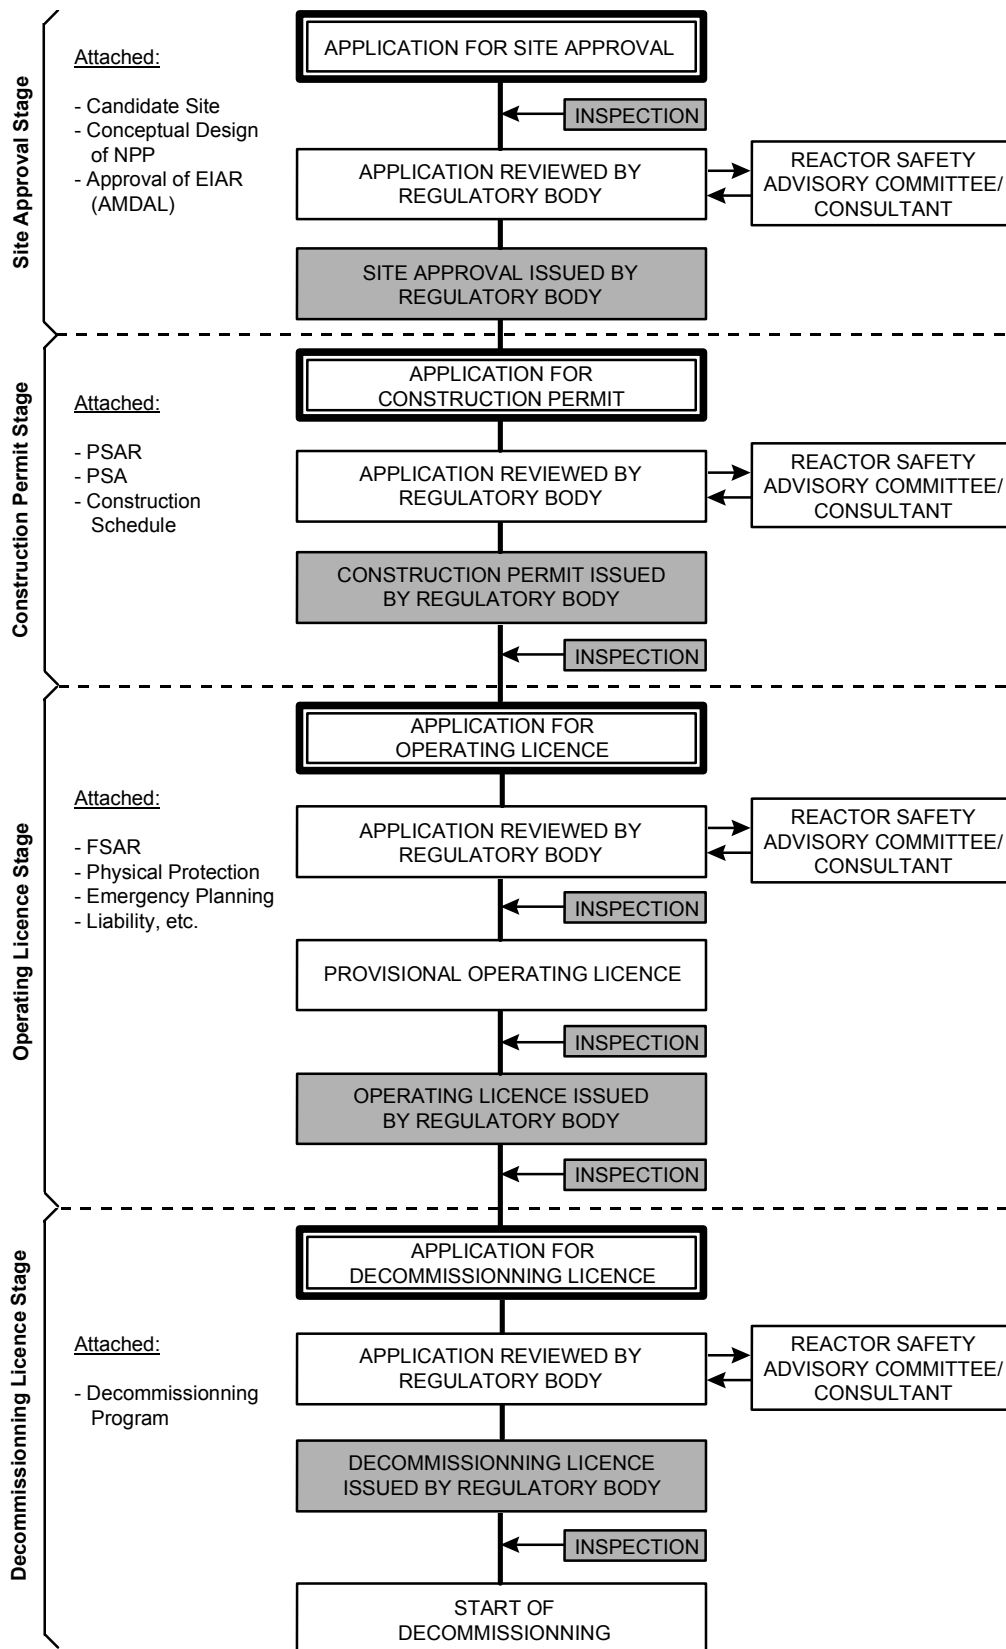 Site Approval Stage
Attached:
- Candidate Site
- Conceptual Design
of NPP
- Approval of EIAR
(AMDAL)
APPLICATION FOR SITE APPROVAL
INSPECTION
APPLICATION REVIEWED BY
REGULATORY BODY
REACTOR SAFETY
ADVISORY COMMITTEE/
CONSULTANT
SITE APPROVAL ISSUED BY
REGULATORY BODY
Construction Permit Stage
Attached:
- PSAR
- PSA
- Construction
Schedule
APPLICATION FOR
CONSTRUCTION PERMIT
APPLICATION REVIEWED BY
REGULATORY BODY
REACTOR SAFETY
ADVISORY COMMITTEE/
CONSULTANT
CONSTRUCTION PERMIT ISSUED
BY REGULATORY BODY
INSPECTION
Operating Licence Stage
Attached:
- FSAR
- Physical Protection
- Emergency Planning
- Liability, etc.
APPLICATION FOR
OPERATING LICENCE
APPLICATION REVIEWED BY
REGULATORY BODY
REACTOR SAFETY
ADVISORY COMMITTEE/
CONSULTANT
INSPECTION
PROVISIONAL OPERATING LICENCE
INSPECTION
OPERATING LICENCE ISSUED
BY REGULATORY BODY
INSPECTION
Decommissionning Licence Stage
Attached:
- Decommissionning
Program
APPLICATION FOR
DECOMMISSIONNING LICENCE
APPLICATION REVIEWED BY
REGULATORY BODY
REACTOR SAFETY
ADVISORY COMMITTEE/
CONSULTANT
DECOMMISSIONNING LICENCE
ISSUED BY REGULATORY BODY
INSPECTION
START OF
DECOMMISSIONNING